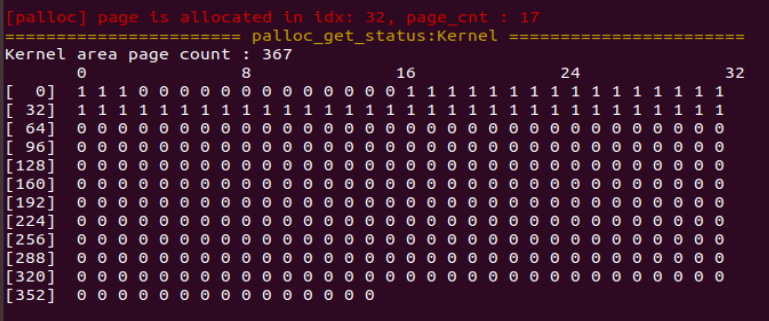 [palloc] page is allocated in idx: 32, page_cnt : 17
======================= palloc_get_status:Kernel =======================
Kernel area page count : 367
0 8 16 24 32
[  0] 1 1 1 0 0 0 0 0 0 0 0 0 0 0 0 0 1 1 1 1 1 1 1 1 1 1 1 1 1 1 1 1
[ 32] 1 1 1 1 1 1 1 1 1 1 1 1 1 1 1 1 1 1 1 1 1 1 1 1 1 1 1 1 1 1 1 1
[ 64] 0 0 0 0 0 0 0 0 0 0 0 0 0 0 0 0 0 0 0 0 0 0 0 0 0 0 0 0 0 0 0 0
[ 96] 0 0 0 0 0 0 0 0 0 0 0 0 0 0 0 0 0 0 0 0 0 0 0 0 0 0 0 0 0 0 0 0
[128] 0 0 0 0 0 0 0 0 0 0 0 0 0 0 0 0 0 0 0 0 0 0 0 0 0 0 0 0 0 0 0 0
[160] 0 0 0 0 0 0 0 0 0 0 0 0 0 0 0 0 0 0 0 0 0 0 0 0 0 0 0 0 0 0 0 0
[192] 0 0 0 0 0 0 0 0 0 0 0 0 0 0 0 0 0 0 0 0 0 0 0 0 0 0 0 0 0 0 0 0
[224] 0 0 0 0 0 0 0 0 0 0 0 0 0 0 0 0 0 0 0 0 0 0 0 0 0 0 0 0 0 0 0 0
[256] 0 0 0 0 0 0 0 0 0 0 0 0 0 0 0 0 0 0 0 0 0 0 0 0 0 0 0 0 0 0 0 0
[288] 0 0 0 0 0 0 0 0 0 0 0 0 0 0 0 0 0 0 0 0 0 0 0 0 0 0 0 0 0 0 0 0
[320] 0 0 0 0 0 0 0 0 0 0 0 0 0 0 0 0 0 0 0 0 0 0 0 0 0 0 0 0 0 0 0 0
[352] 0 0 0 0 0 0 0 0 0 0 0 0 0 0 0